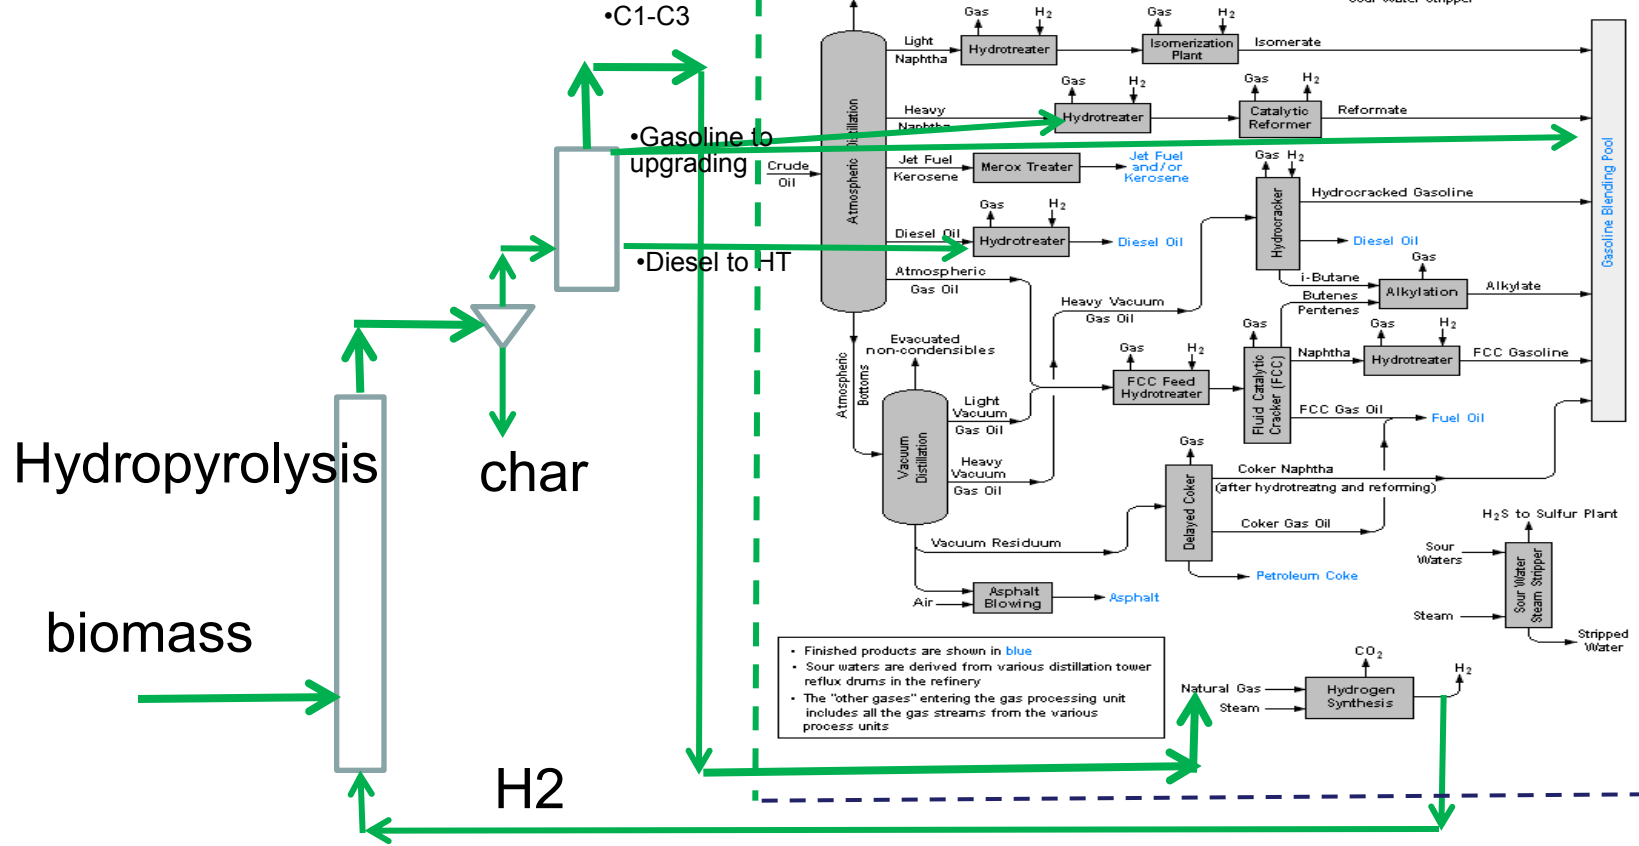 •C1-C3
Sour Water Stripper
Gas
H2
Gas
H2
Light
Naphtha
Hydrotreater
Isomerization
Plant
Isomerate
Gas
H2
Gas
H2
Heavy
Naphtha
Hydrotreater
Catalytic
Reformer
Reformate
•Gasoline to
upgrading
Crude
Oil
Atmospheric Distillation
Jet Fuel
Kerosene
Merox Treater
Jet Fuel
and/or
Kerosene
Gas
H2
Hydrocracker
Hydrocracked Gasoline
Gasoline Blending Pool
Gas
H2
Diesel Oil
Hydrotreater
Diesel Oil
Diesel Oil
•Diesel to HT
Atmospheric
Gas Oil
i-Butane
Butenes
Pentenes
Gas
Alkylation
Alkylate
Heavy Vacuum
Gas Oil
Evacuated
non-condensibles
Atmospheric
Bottoms
Gas
H2
FCC Feed
Hydrotreater
Gas
Fluid Catalytic
Cracker (FCC)
Naphtha
Gas
H2
Hydrotreater
FCC Gasoline
FCC Gas Oil
Fuel Oil
Light
Vacuum
Gas Oil
Vacuum
Distillation
Heavy
Vacuum
Gas Oil
Hydropyrolysis
char
Gas
Delayed Coker
Coker Naphtha
(after hydrotreatng and reforming)
Coker Gas Oil
Vacuum Residuum
Petroleum Coke
Air
Asphalt
Blowing
Asphalt
H2S to Sulfur Plant
Sour
Waters
Sour Water
Steam Stripper
Steam
Stripped
Water
biomass
• Finished products are shown in blue
• Sour waters are derived from various distillation tower
reflux drums in the refinery
• The "other gases" entering the gas processing unit
includes all the gas streams from the various
process units
CO2
H2
Natural Gas
Steam
Hydrogen
Synthesis
H2